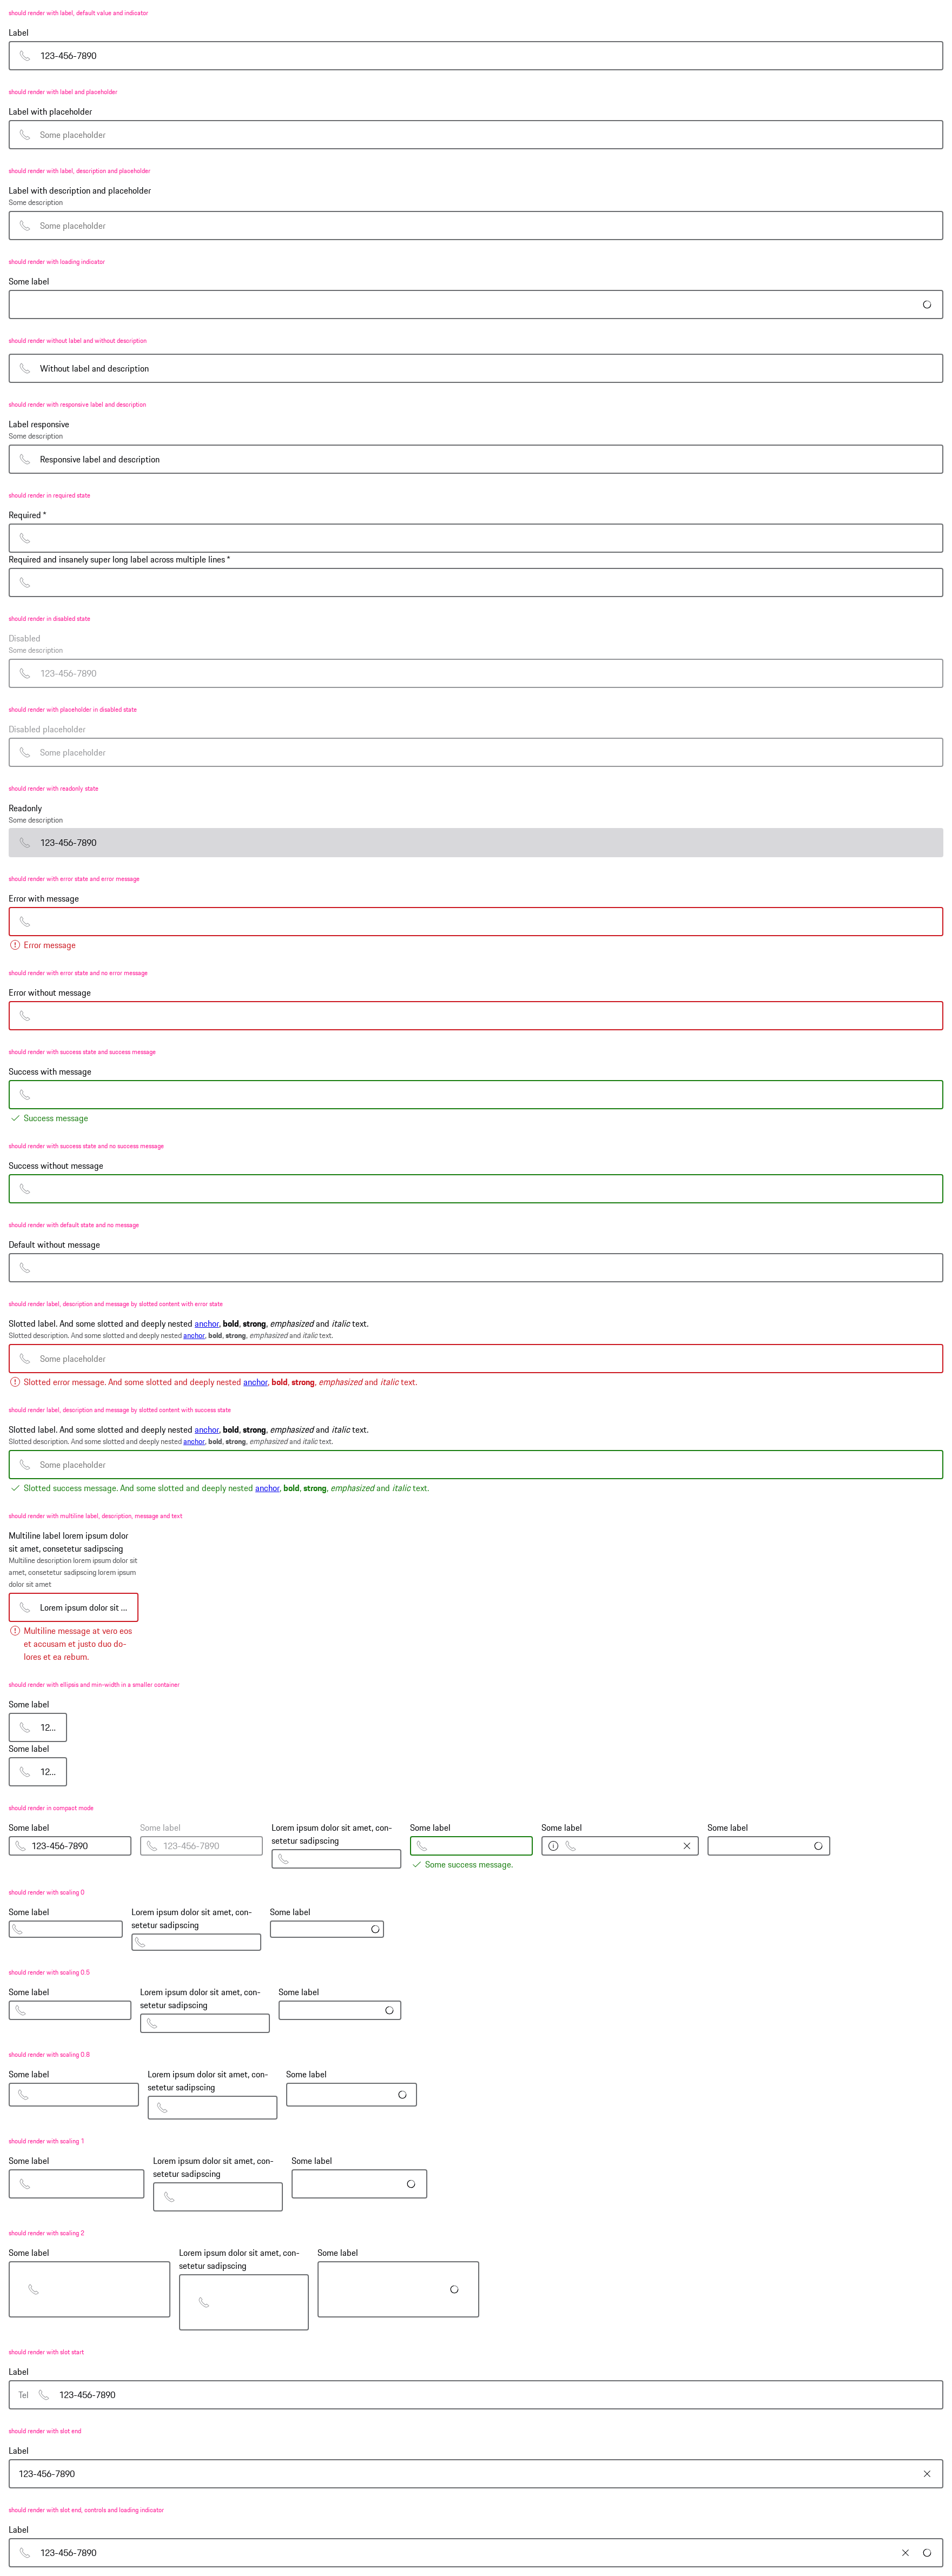 should render with label, default value and indicator
Label
123-456-7890
should render with label and placeholder
Label with placeholder
Some placeholder
should render with label, description and placeholder
Label with description and placeholder
Some description
Some placeholder
should render with loading indicator
Some label
should render without label and without description
Without label and description
should render with responsive label and description
Label responsive
Some description
Responsive label and description
should render in required state
Required *
Required and insanely super long label across multiple lines *
should render in disabled state
Disabled
Some description
123-456-7890
should render with placeholder in disabled state
Disabled placeholder
Some placeholder
should render with readonly state
Readonly
Some description
123-456-7890
should render with error state and error message
Error with message
Error message
should render with error state and no error message
Error without message
should render with success state and success message
Success with message
Success message
should render with success state and no success message
Success without message
should render with default state and no message
Default without message
should render label, description and message by slotted content with error state
Slotted label. And some slotted and deeply nested anchor, bold, strong, emphasized and italic text.
Slotted description. And some slotted and deeply nested anchor, bold, strong, emphasized and italic text.
Some placeholder
Slotted error message. And some slotted and deeply nested anchor, bold, strong, emphasized and italic text.
should render label, description and message by slotted content with success state
Slotted label. And some slotted and deeply nested anchor, bold, strong, emphasized and italic text.
Slotted description. And some slotted and deeply nested anchor, bold, strong, emphasized and italic text.
Some placeholder
Slotted success message. And some slotted and deeply nested anchor, bold, strong, emphasized and italic text.
should render with multiline label, description, message and text
Multiline label lorem ipsum dolor
sit amet, consetetur sadipscing
Multiline description lorem ipsum dolor sit
amet, consetetur sadipscing lorem ipsum
dolor sit amet
Lorem ipsum dolor sit ...
Multiline message at vero eos
et accusam et justo duo do-
lores et ea rebum.
should render with ellipsis and min-width in a smaller container
Some label
12...
Some label
12...
should render in compact mode
Some label
123-456-7890
Some label
123-456-7890
Lorem ipsum dolor sit amet, con-
setetur sadipscing
Some label
Some success message.
Some label
Some label
should render with scaling 0
Some label
Lorem ipsum dolor sit amet, con-
setetur sadipscing
Some label
should render with scaling 0.5
Some label
Lorem ipsum dolor sit amet, con-
setetur sadipscing
Some label
should render with scaling 0.8
Some label
Lorem ipsum dolor sit amet, con-
setetur sadipscing
Some label
should render with scaling 1
Some label
Lorem ipsum dolor sit amet, con-
setetur sadipscing
Some label
should render with scaling 2
Some label
Lorem ipsum dolor sit amet, con-
setetur sadipscing
Some label
should render with slot start
Label
Tel 123-456-7890
should render with slot end
Label
123-456-7890
should render with slot end, controls and loading indicator
Label
123-456-7890